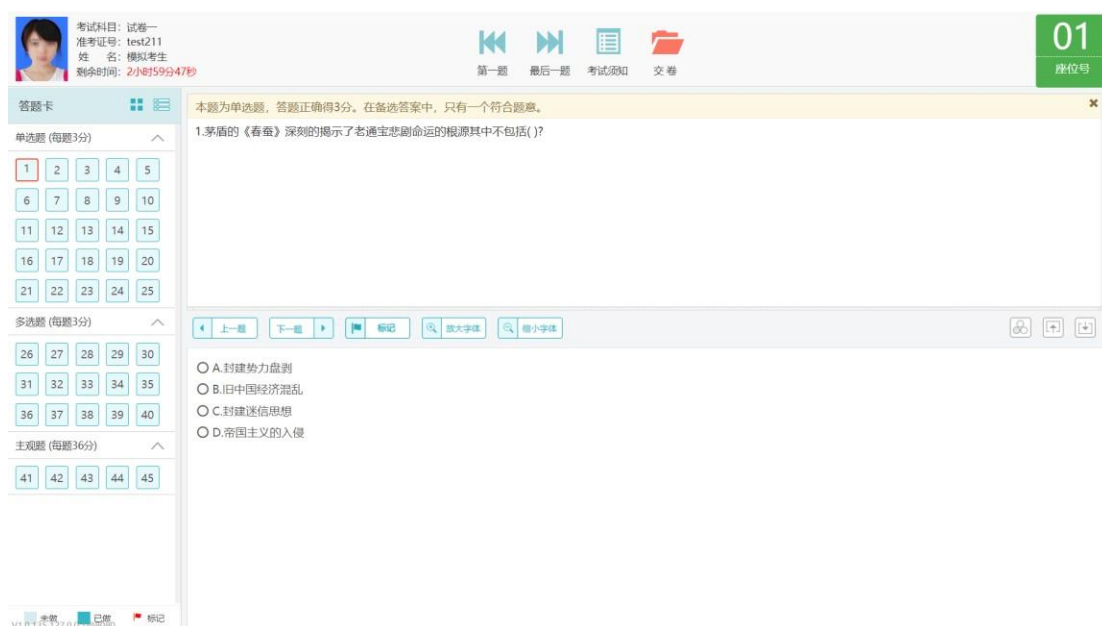 考试科目：试卷一
准考证号：test211
姓 名：模拟考生
剩余时间：2小时59分47秒
第一题
最后一题
考试须知
交卷
01
座位号
答题卡
单选题 (每题3分)
1 2 3 4 5
6 7 8 9 10
11 12 13 14 15
16 17 18 19 20
21 22 23 24 25
多选题 (每题3分)
26 27 28 29 30
31 32 33 34 35
36 37 38 39 40
主观题 (每题36分)
41 42 43 44 45
未做
已做
标记
本题为单选题，答题正确得3分。在备选答案中，只有一个符合题意。
1.茅盾的《春蚕》深刻的揭示了老通宝悲剧命运的根源其中不包括( )?
上一题
下一题
标记
放大字体
缩小字体
A.封建势力盘剥
B.旧中国经济混乱
C.封建迷信思想
D.帝国主义的入侵